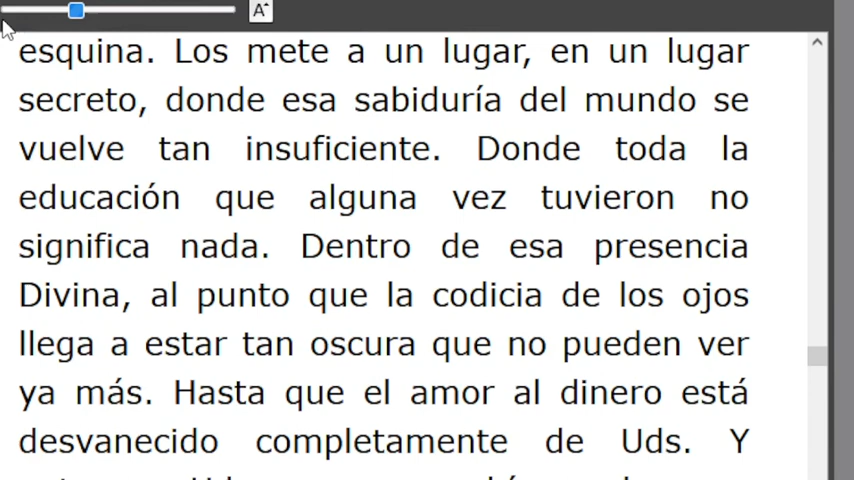 A
esquina. Los mete a un lugar, en un lugar
secreto, donde esa sabiduría del mundo se
vuelve tan insuficiente. Donde toda la
educación que alguna vez tuvieron no
significa nada. Dentro de esa presencia
Divina, al punto que la codicia de los ojos
llega a estar tan oscura que no pueden ver
ya más. Hasta que el amor al dinero está
desvanecido completamente de Uds. Y